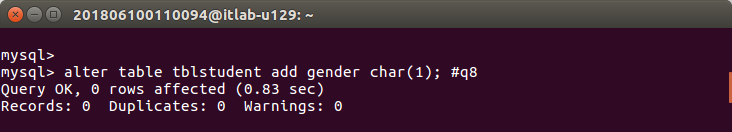 201806100110094@itlab-u129: ~
mysql>
mysql> alter table tblstudent add gender char(1); #q8
Query OK, 0 rows affected (0.83 sec)
Records: 0  Duplicates: 0  Warnings: 0